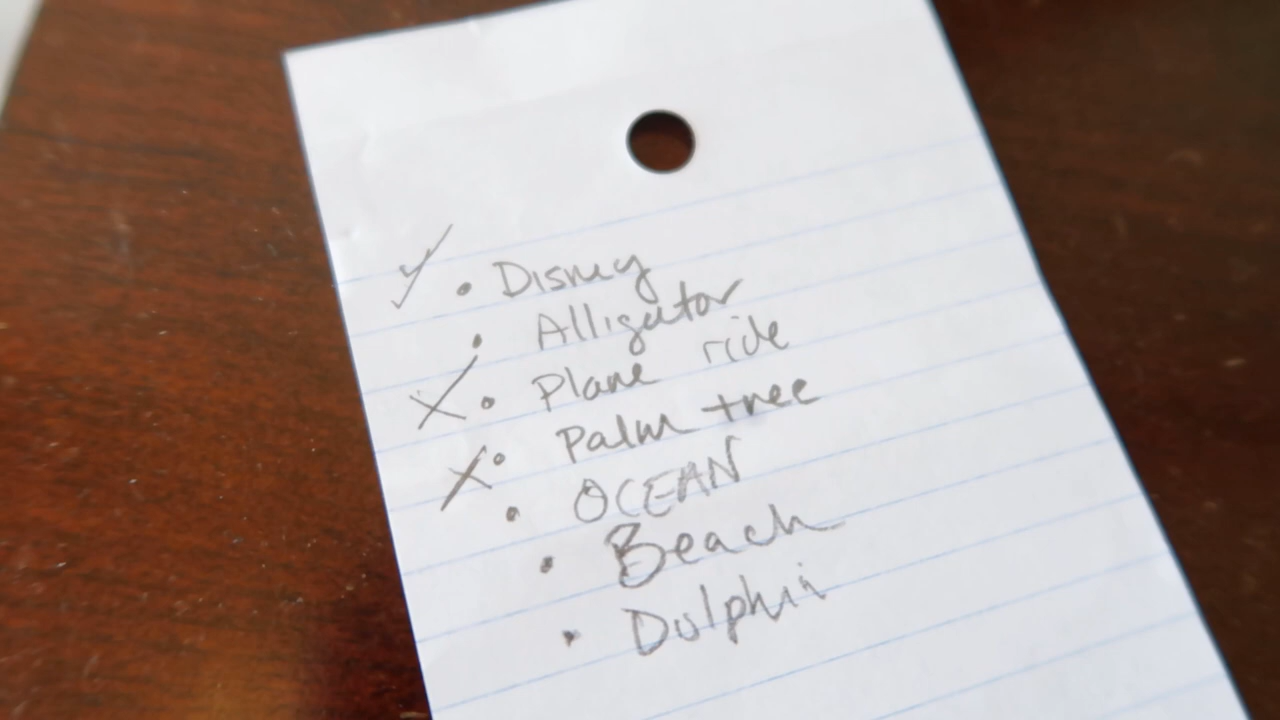 ✓ • Disney
• Alligator
X • Plane ride
X • Palm tree
• OCEAN
• Beach
• Dolphin